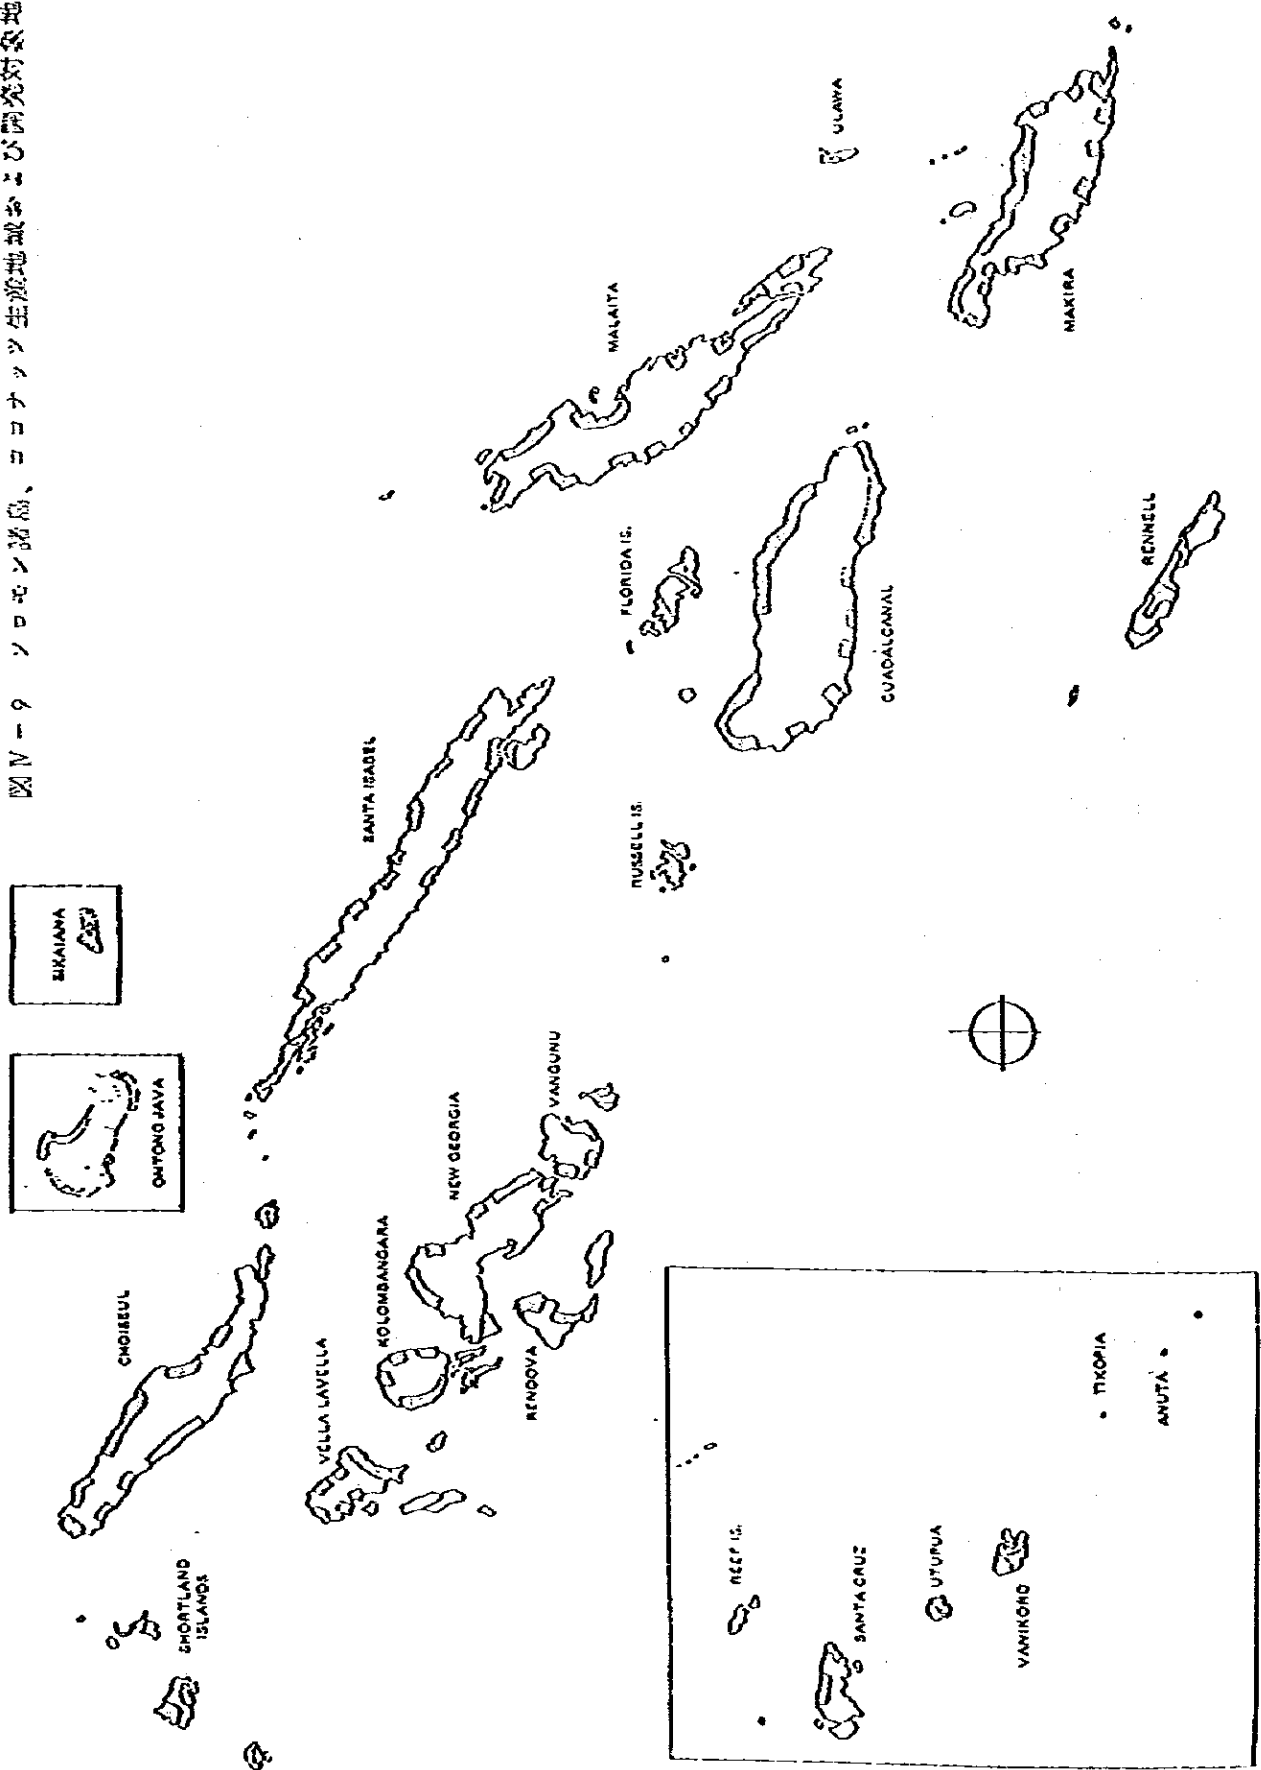 図Ⅳ-9 ソロモン諸島、ココナッツ生産地域および開発対象地
SIKAIANA
ONTONG JAVA
CHOISEUL
SHORTLAND
ISLANDS
SANTA ISABEL
VELLA LAVELLA
KOLOMBANGARA
NEW GEORGIA
VANGUNU
RENDOVA
RUSSELL IS.
FLORIDA IS.
MALAITA
GUADALCANAL
ULAWA
MAKIRA
RENNELL
REEF IS.
SANTA CRUZ
UTUPUA
VANIKORO
TIKOPIA
ANUTA